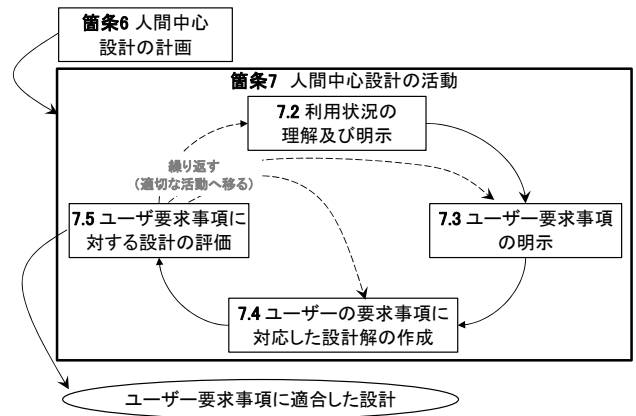 箇条6 人間中心
設計の計画
箇条7 人間中心設計の活動
7.2 利用状況の
理解及び明示
繰り返す
(適切な活動へ移る)
7.5 ユーザ要求事項に
対する設計の評価
7.3 ユーザー要求事項
の明示
7.4 ユーザーの要求事項に
対応した設計解の作成
ユーザー要求事項に適合した設計